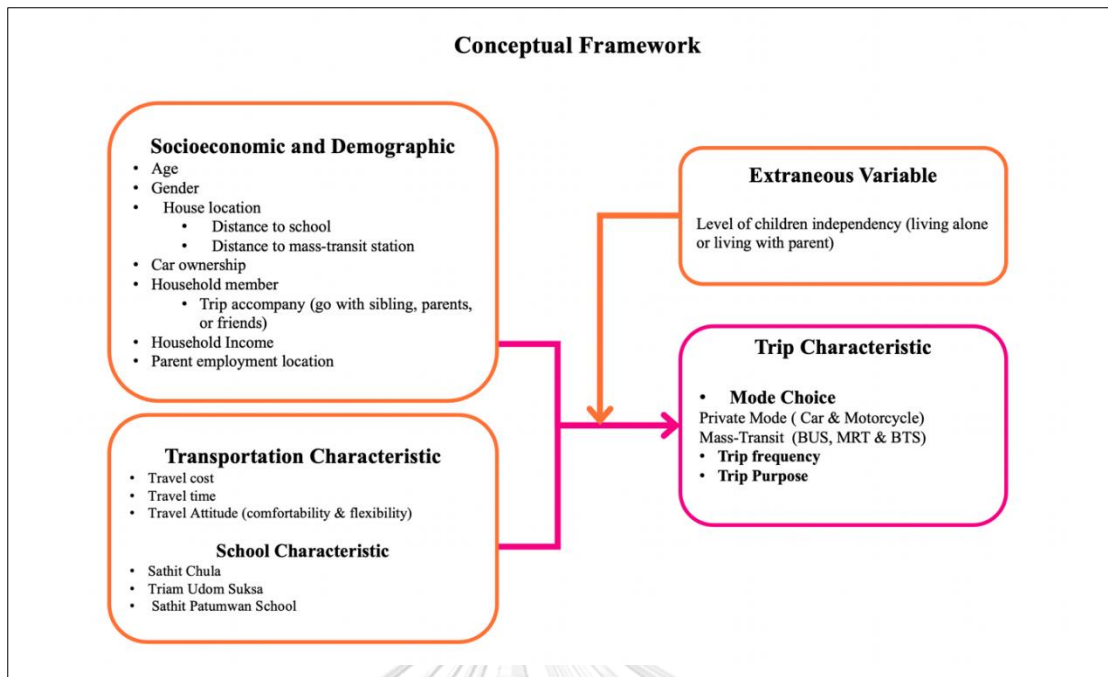 Conceptual Framework
Socioeconomic and Demographic
• Age
• Gender
• House location
• Distance to school
• Distance to mass-transit station
• Car ownership
• Household member
• Trip accompany (go with sibling, parents,
or friends)
• Household Income
• Parent employment location
Transportation Characteristic
• Travel cost
• Travel time
• Travel Attitude (comfortability & flexibility)
School Characteristic
• Sathit Chula
• Triam Udom Suksa
• Sathit Patumwan School
Extraneous Variable
Level of children independency (living alone
or living with parent)
Trip Characteristic
• Mode Choice
Private Mode ( Car & Motorcycle)
Mass-Transit (BUS, MRT & BTS)
• Trip frequency
• Trip Purpose